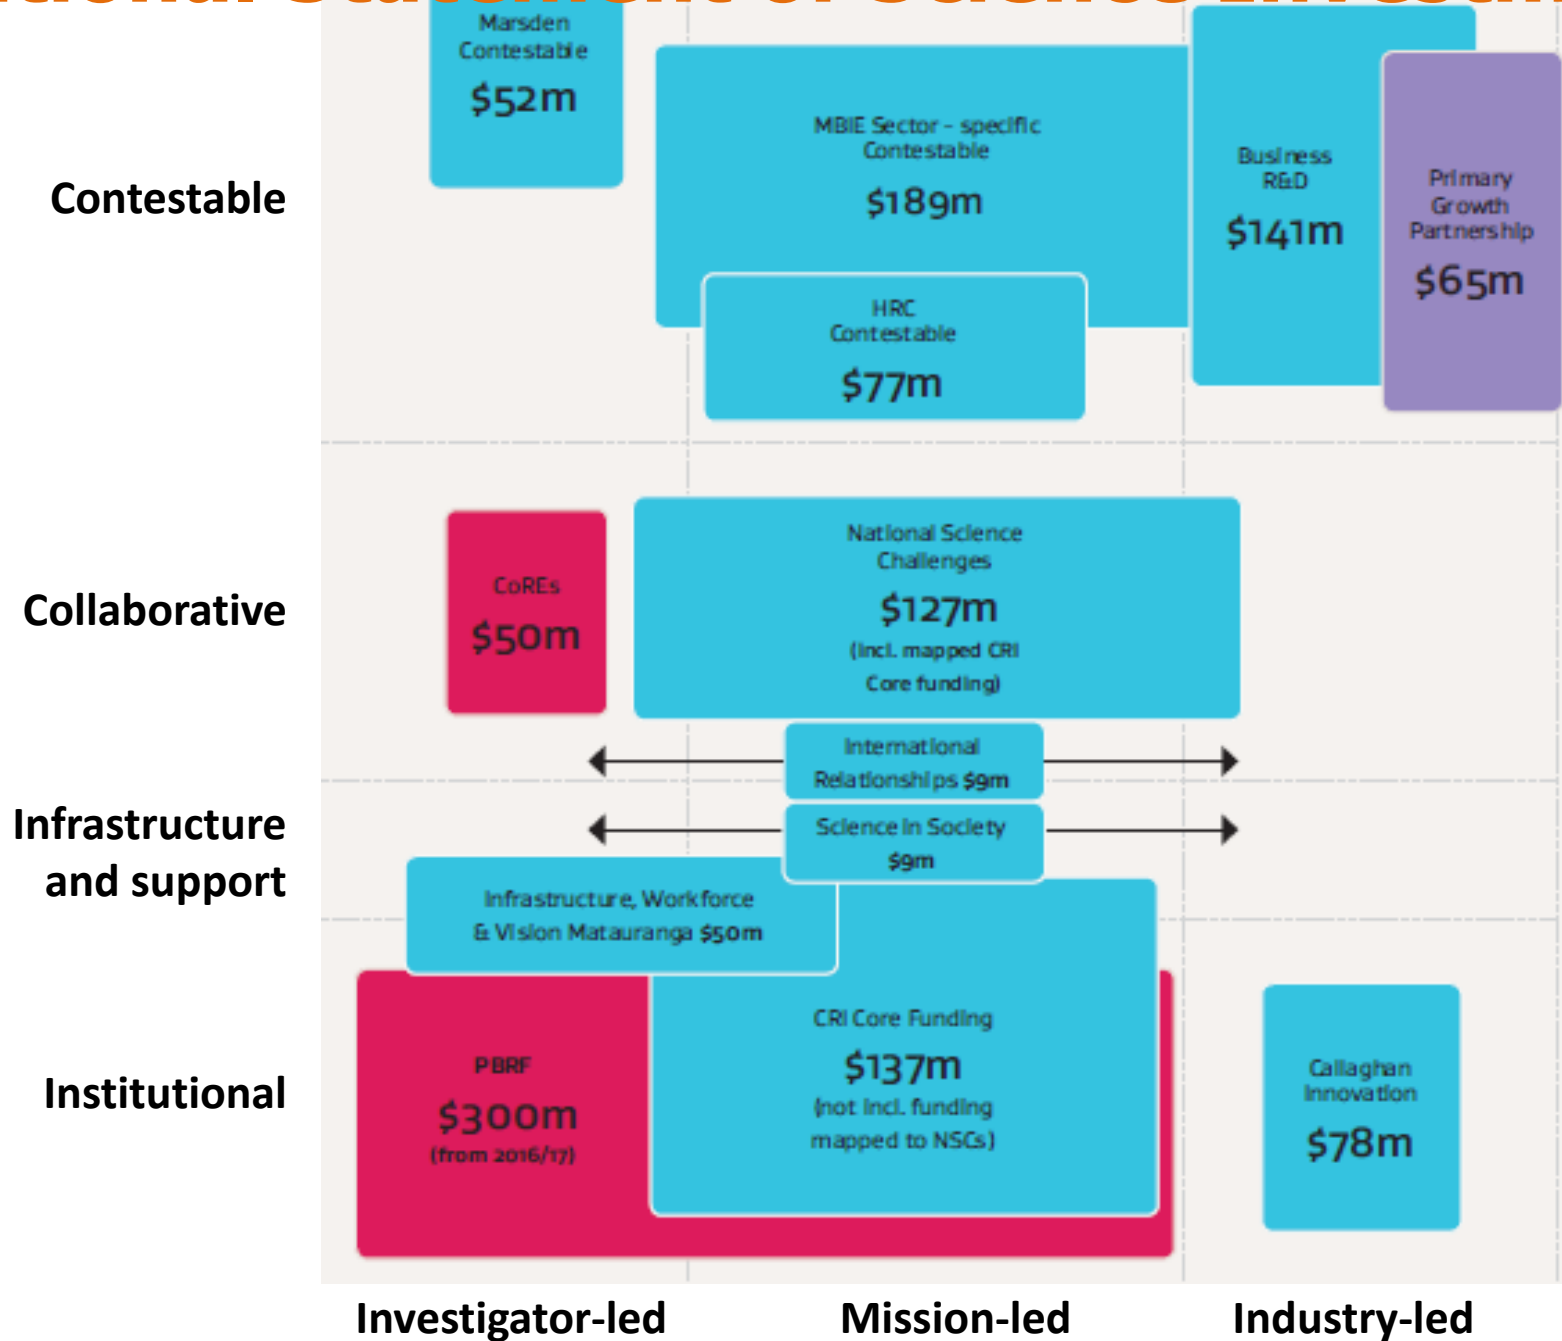 Marsden
Contestable
$52m
MBIE Sector - specific
Contestable
$189m
Business
R&D
$141m
Primary
Growth
Partnership
$65m
HRC
Contestable
$77m
Contestable
CoREs
$50m
National Science
Challenges
$127m
(incl. mapped CRI
Core funding)
Collaborative
International
Relationships $9m
Science in Society
$9m
Infrastructure
and support
Infrastructure, Workforce
& Vision Matauranga $50m
PBRF
$300m
(from 2016/17)
CRI Core Funding
$137m
(not incl. funding
mapped to NSCs)
Callaghan
Innovation
$78m
Institutional
Investigator-led
Mission-led
Industry-led